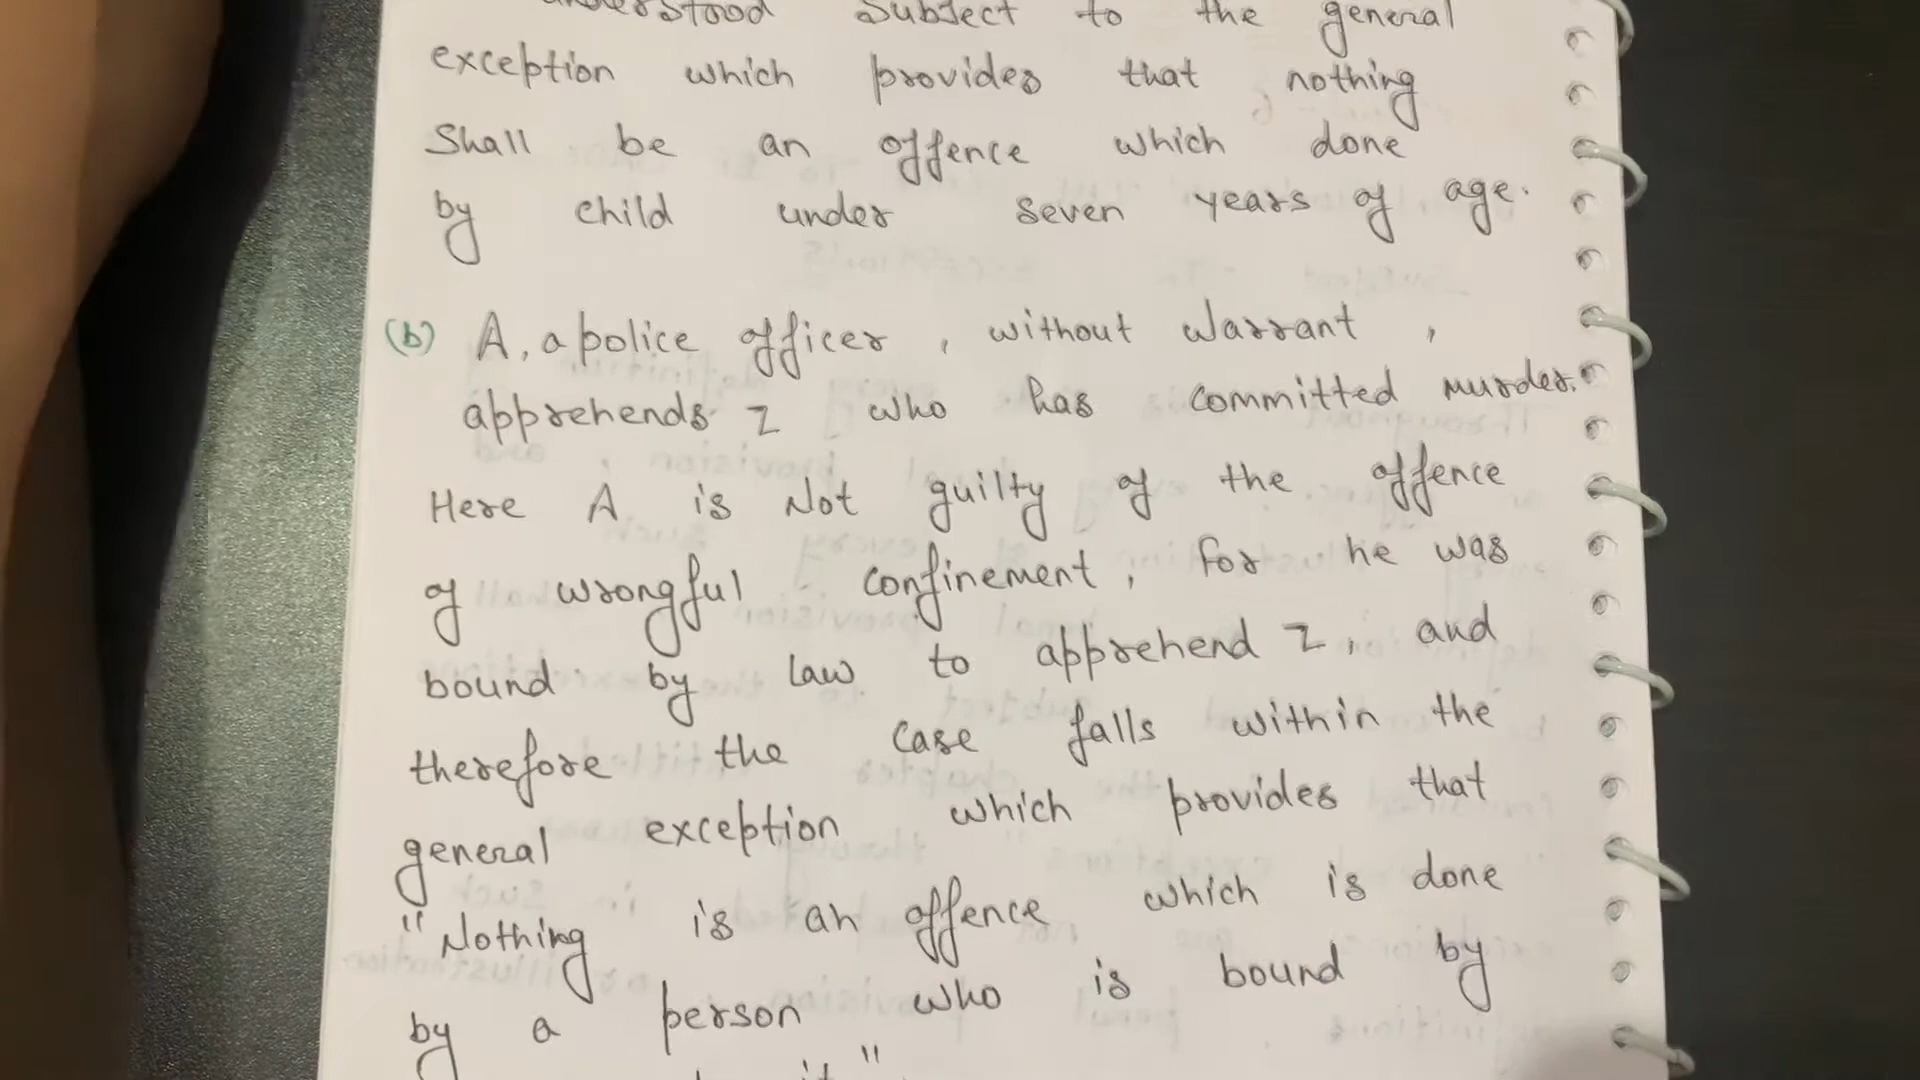 understood subject to the general
exception which provides that nothing
Shall be an offence which done
by child under seven years of age.
(b) A, a police officer, without warrant,
apprehends Z who has committed murder.
Here A is Not guilty of the offence
of wrongful confinement, for he was
bound by law to apprehend Z, and
therefore the case falls within the
general exception which provides that
"Nothing is an offence which is done
by a person who is bound by
it"